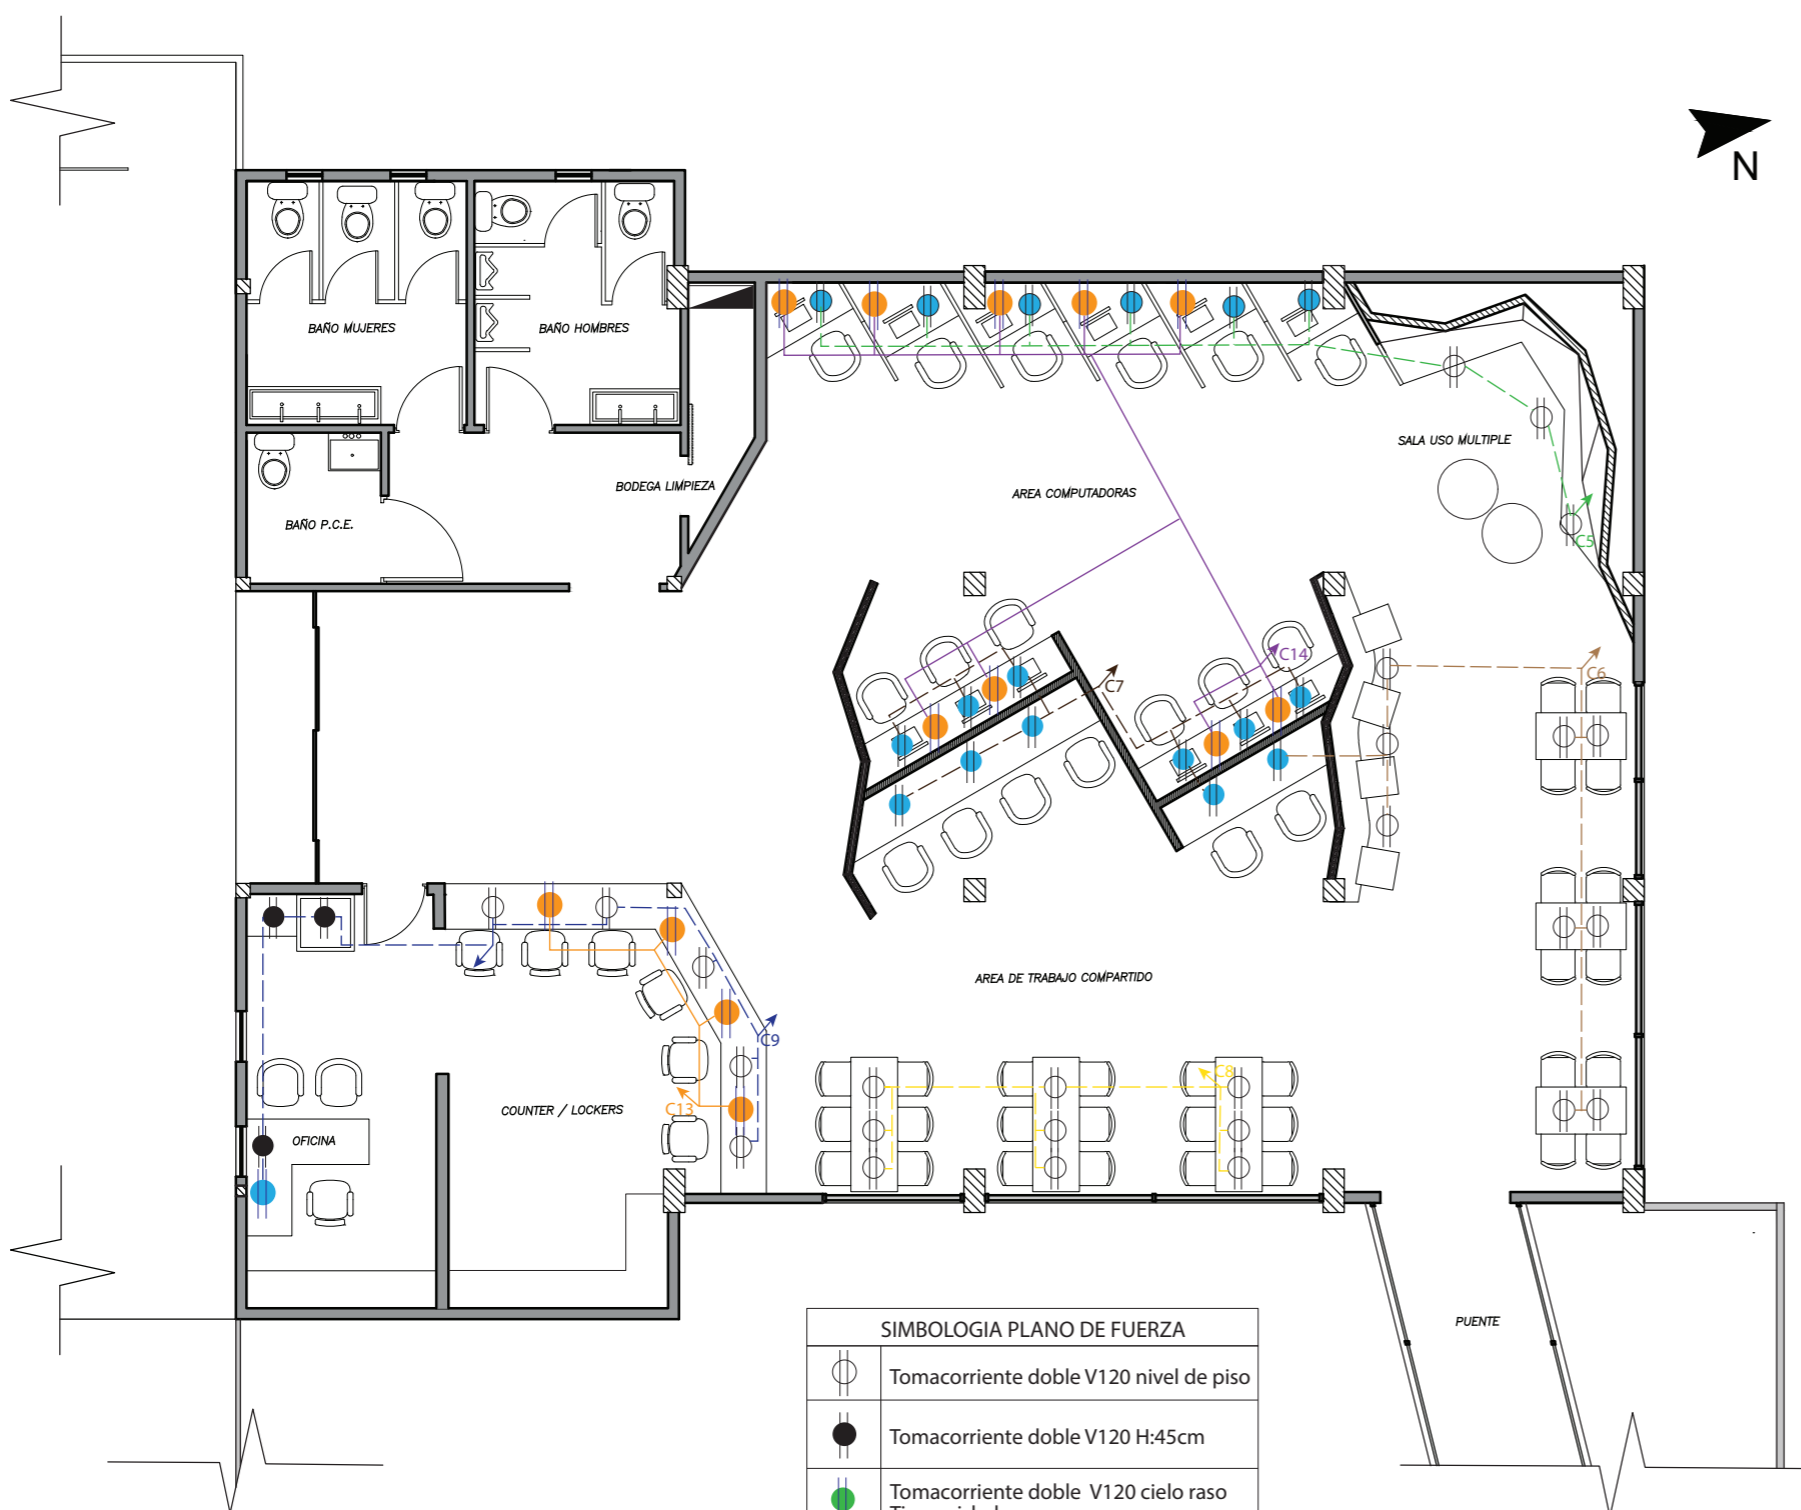 N
BAÑO MUJERES
BAÑO HOMBRES
SALA USO MULTIPLE
BODEGA LIMPIEZA
AREA COMPUTADORAS
BAÑO P.C.E.
C5
C14
C6
C7
AREA DE TRABAJO COMPARTIDO
C9
C8
C13
COUNTER / LOCKERS
OFICINA
PUENTE
SIMBOLOGIA PLANO DE FUERZA
Tomacorriente doble V120 nivel de piso
Tomacorriente doble V120 H:45cm
Tomacorriente doble V120 cielo raso